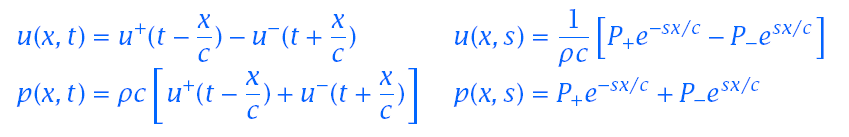 u(x, t) = u⁺(t − x/c) − u⁻(t + x/c)
p(x, t) = ρc [ u⁺(t − x/c) + u⁻(t + x/c) ]
u(x, s) = 1/ρc [ P₊e^{−sx/c} − P₋e^{sx/c} ]
p(x, s) = P₊e^{−sx/c} + P₋e^{sx/c}